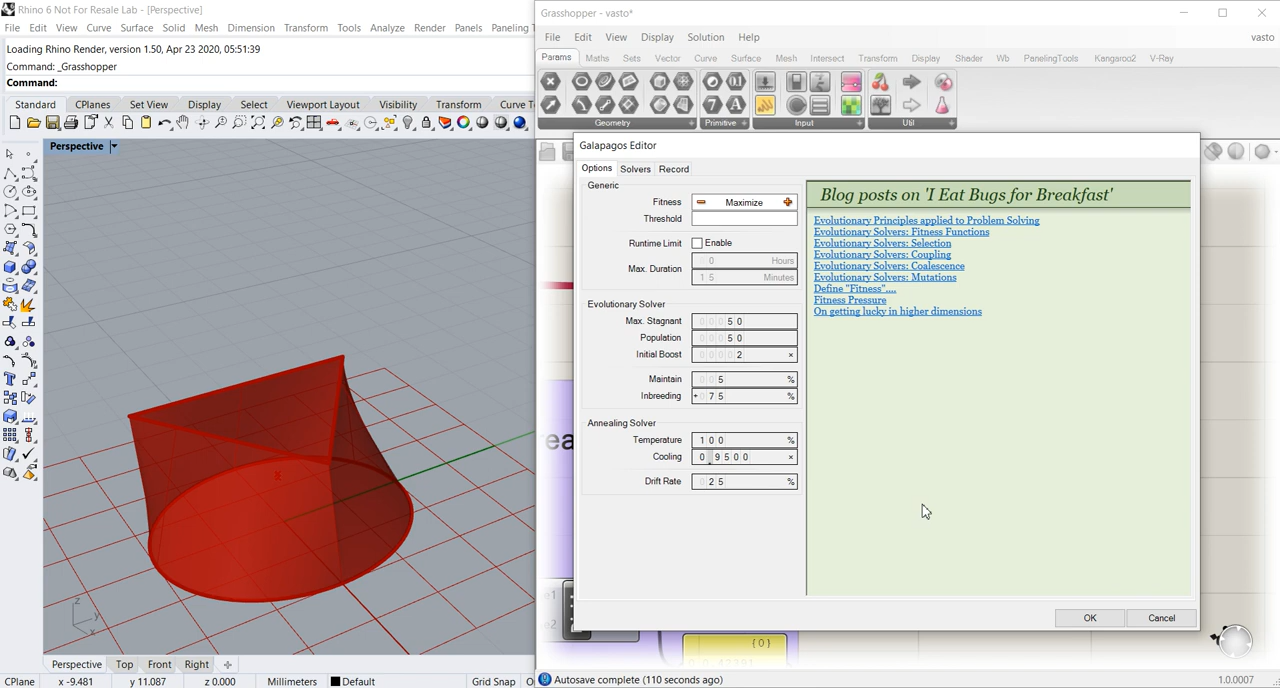 Rhino 6 Not For Resale Lab - [Perspective]
File Edit View Curve Surface Solid Mesh Dimension Transform Tools Analyze Render Panels Paneling
Loading Rhino Render, version 1.50, Apr 23 2020, 05:51:39
Command: _Grasshopper
Command:
Standard CPlanes Set View Display Select Viewport Layout Visibility Transform Curve
Perspective
z
y
x
Perspective Top Front Right
CPlane x -9.481 y 11.087 z 0.000 Millimeters Default Grid Snap
Grasshopper - vasto*
File Edit View Display Solution Help vasto
Params Maths Sets Vector Curve Surface Mesh Intersect Transform Display Shader Wb PanelingTools Kangaroo2 V-Ray
Geometry Primitive Input Util
Galapagos Editor
Options Solvers Record
Generic
Fitness Maximize
Threshold
Runtime Limit Enable
Max. Duration 0 Hours
15 Minutes
Evolutionary Solver
Max. Stagnant 00050
Population 00050
Initial Boost 00002 x
Maintain 005 %
Inbreeding +075 %
Annealing Solver
Temperature 100 %
Cooling 0.9500 x
Drift Rate 025 %
Blog posts on 'I Eat Bugs for Breakfast'
Evolutionary Principles applied to Problem Solving
Evolutionary Solvers: Fitness Functions
Evolutionary Solvers: Selection
Evolutionary Solvers: Coupling
Evolutionary Solvers: Coalescence
Evolutionary Solvers: Mutations
Define "Fitness"....
Fitness Pressure
On getting lucky in higher dimensions
OK Cancel
{0}
Autosave complete (110 seconds ago) 1.0.0007